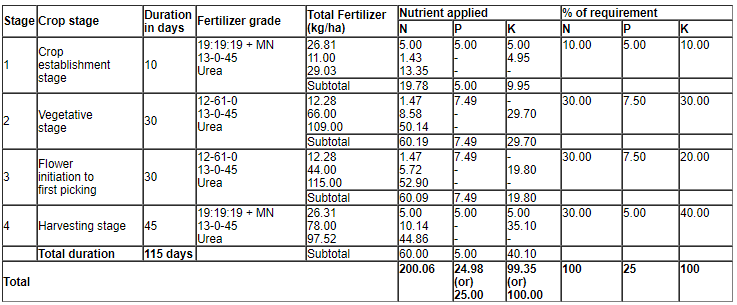 Stage Crop stage Duration in days Fertilizer grade Total Fertilizer (kg/ha) Nutrient applied % of requirement
N P K N P K
1 Crop establishment stage 10 19:19:19 + MN 26.81 5.00 5.00 5.00 10.00 5.00 10.00
13-0-45 11.00 1.43 - 4.95
Urea 29.03 13.35 -
Subtotal 19.78 5.00 9.95
2 Vegetative stage 30 12-61-0 12.28 1.47 7.49 - 30.00 7.50 30.00
13-0-45 66.00 8.58 - 29.70
Urea 109.00 50.14 -
Subtotal 60.19 7.49 29.70
3 Flower initiation to first picking 30 12-61-0 12.28 1.47 7.49 - 30.00 7.50 20.00
13-0-45 44.00 5.72 - 19.80
Urea 115.00 52.90 -
Subtotal 60.09 7.49 19.80
4 Harvesting stage 45 19:19:19 + MN 26.31 5.00 5.00 5.00 30.00 5.00 40.00
13-0-45 78.00 10.14 - 35.10
Urea 97.52 44.86 - -
Total duration 115 days Subtotal 60.00 5.00 40.10
Total 200.06 24.98 (or) 25.00 99.35 (or) 100.00 100 25 100